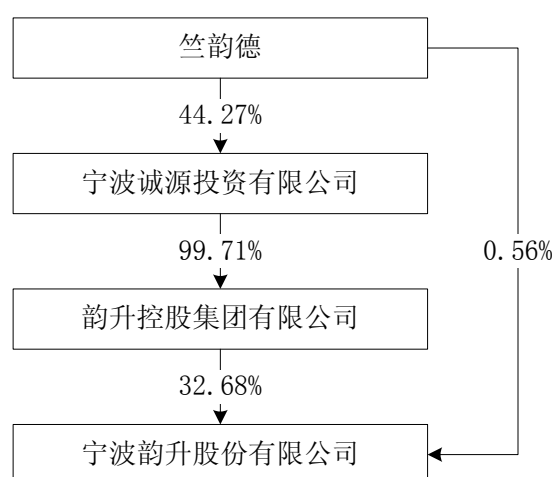 竺韵德
44.27%
宁波诚源投资有限公司
99.71%
0.56%
韵升控股集团有限公司
32.68%
宁波韵升股份有限公司